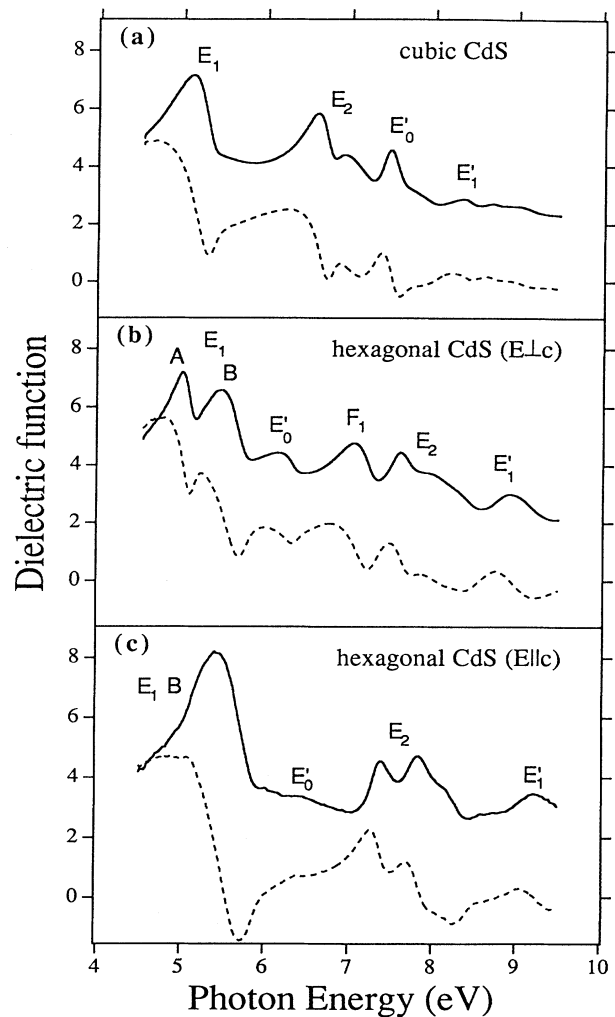 (a)
cubic CdS
E₁
E₂
E'₀
E'₁
8
6
4
2
0
(b)
hexagonal CdS (E⊥c)
E₁
A
B
E'₀
F₁
E₂
E'₁
8
6
4
2
0
(c)
hexagonal CdS (E||c)
E₁ B
E'₀
E₂
E'₁
8
6
4
2
0
4 5 6 7 8 9 10
Photon Energy (eV)
Dielectric function